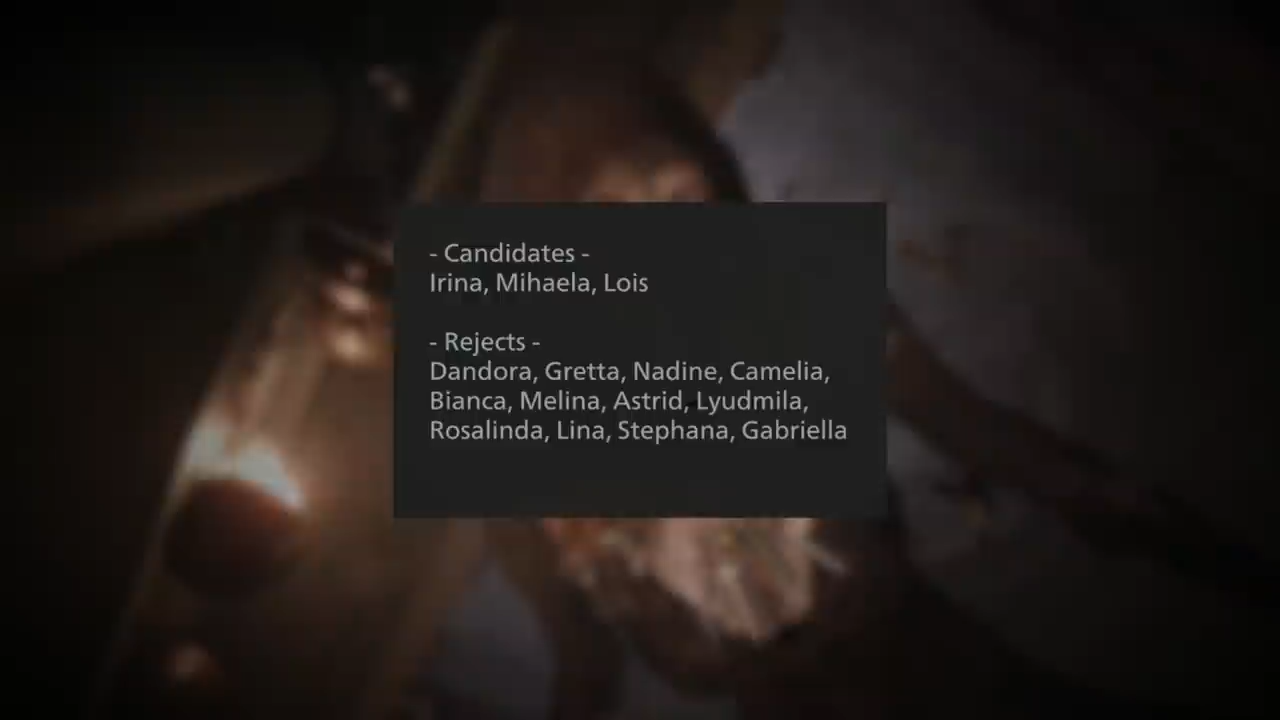 - Candidates -
Irina, Mihaela, Lois
- Rejects -
Dandora, Gretta, Nadine, Camelia,
Bianca, Melina, Astrid, Lyudmila,
Rosalinda, Lina, Stephana, Gabriella